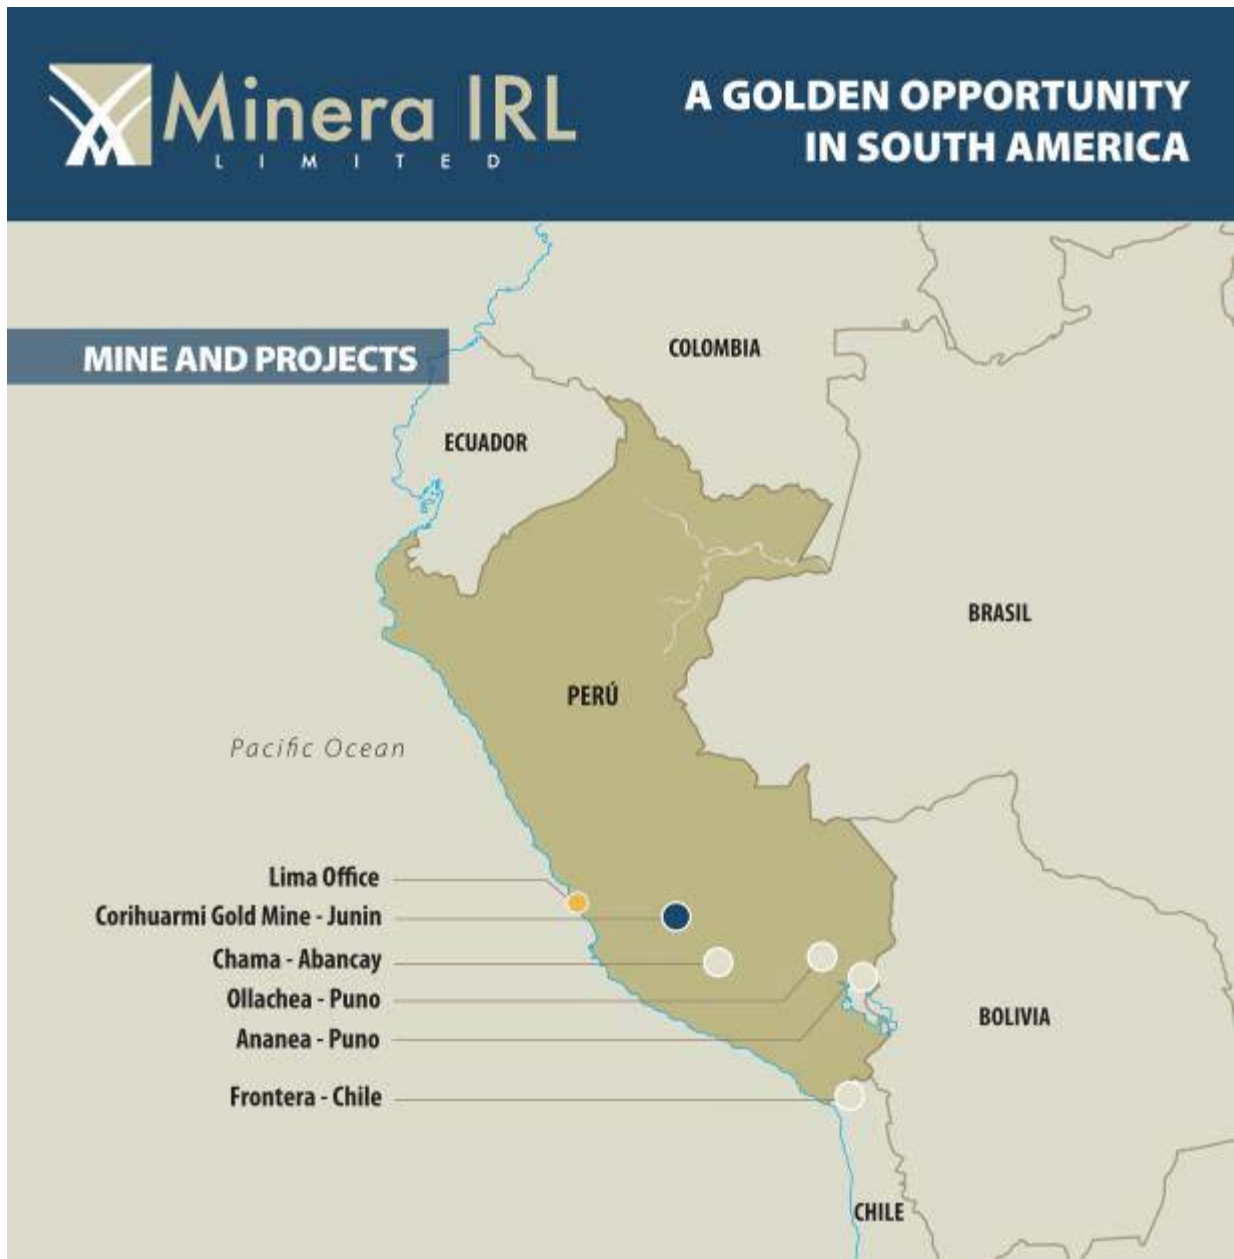 Minera IRL
LIMITED
A GOLDEN OPPORTUNITY
IN SOUTH AMERICA
MINE AND PROJECTS
COLOMBIA
ECUADOR
BRASIL
PERÚ
Pacific Ocean
Lima Office
Corihuarmi Gold Mine - Junin
Chama - Abancay
Ollachea - Puno
Ananea - Puno
BOLIVIA
Frontera - Chile
CHILE